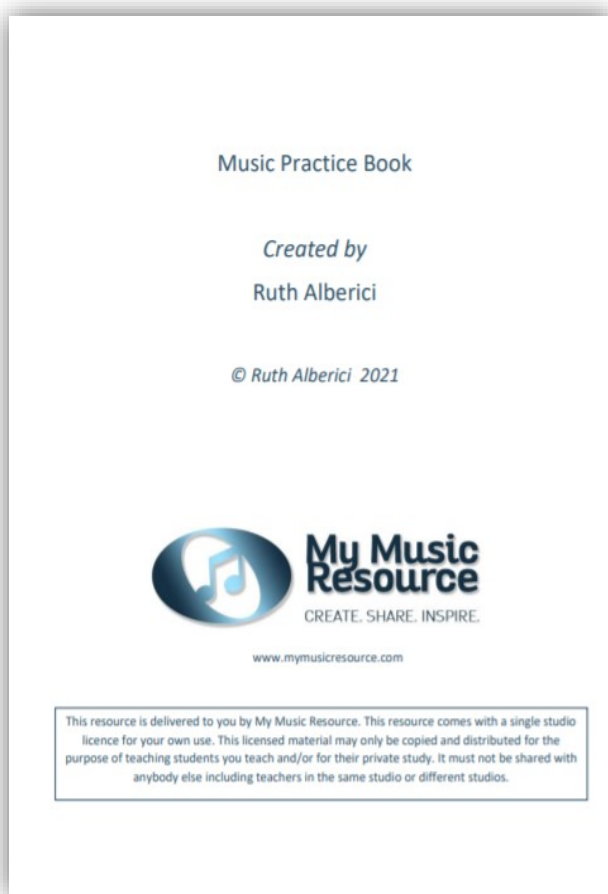 Music Practice Book
Created by
Ruth Alberici
© Ruth Alberici 2021
My Music
Resource
CREATE. SHARE. INSPIRE.
www.mymusicresource.com
This resource is delivered to you by My Music Resource. This resource comes with a single studio
licence for your own use. This licensed material may only be copied and distributed for the
purpose of teaching students you teach and/or for their private study. It must not be shared with
anybody else including teachers in the same studio or different studios.